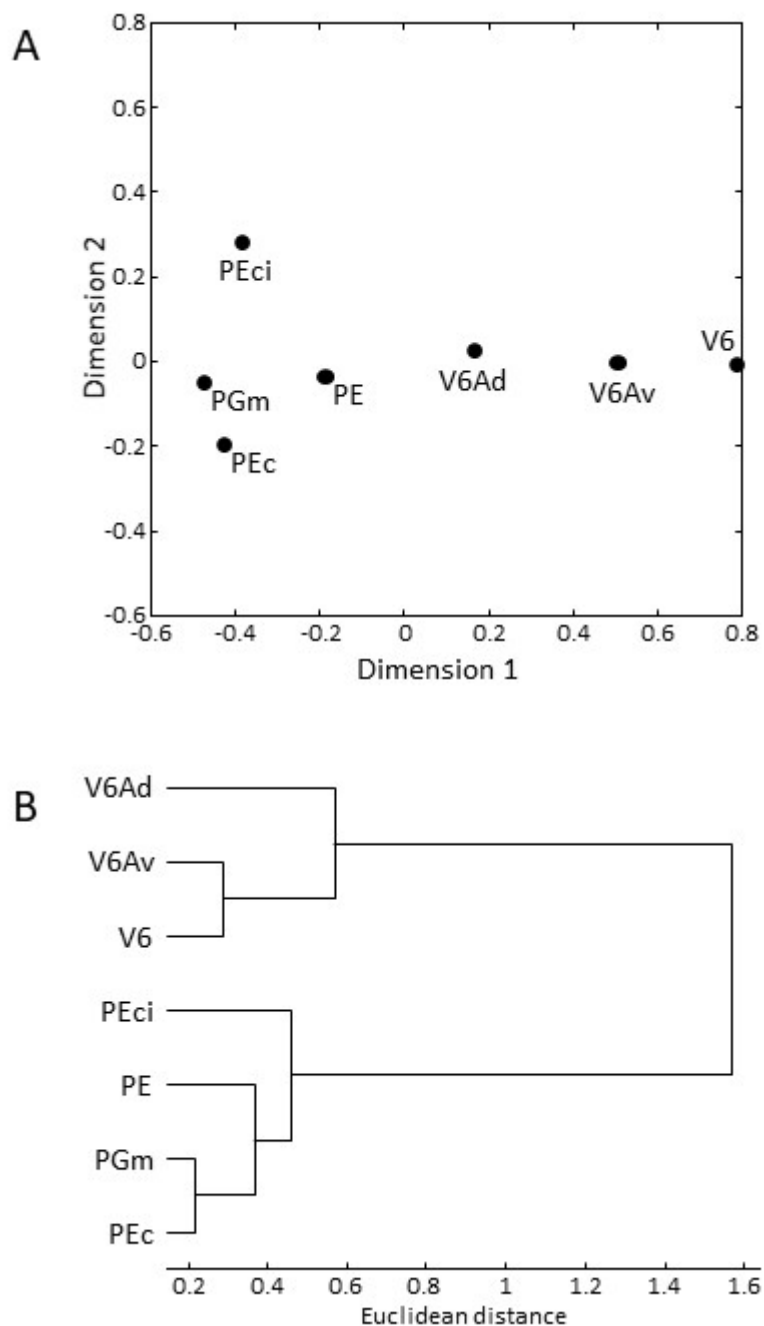 A
0.8
0.6
0.4
0.2
0
-0.2
-0.4
-0.6
Dimension 2
PEci
PGm
PEc
PE
V6Ad
V6Av
V6
-0.6 -0.4 -0.2 0 0.2 0.4 0.6 0.8
Dimension 1
B
V6Ad
V6Av
V6
PEci
PE
PGm
PEc
0.2 0.4 0.6 0.8 1 1.2 1.4 1.6
Euclidean distance